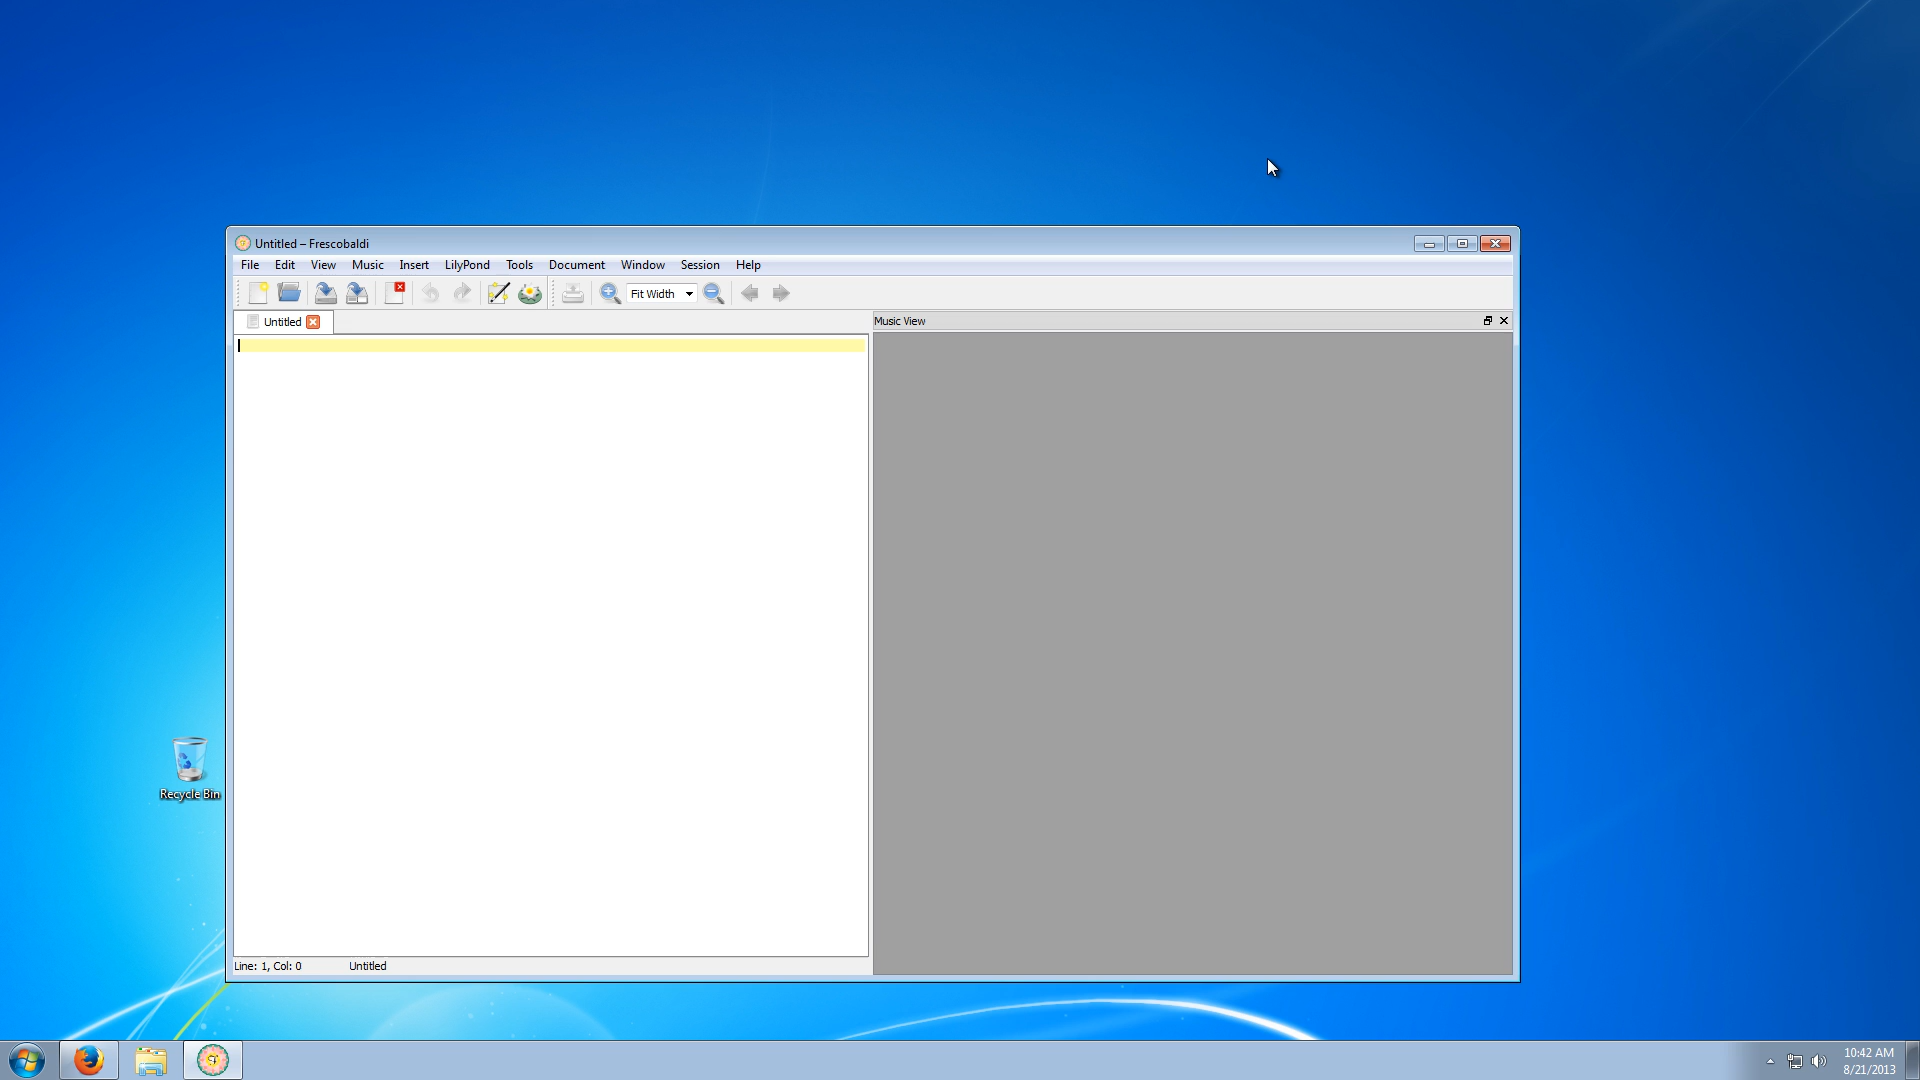 Untitled – Frescobaldi
File Edit View Music Insert LilyPond Tools Document Window Session Help
Fit Width
Untitled
Music View
Recycle Bin
Line: 1, Col: 0 Untitled
10:42 AM
8/21/2013